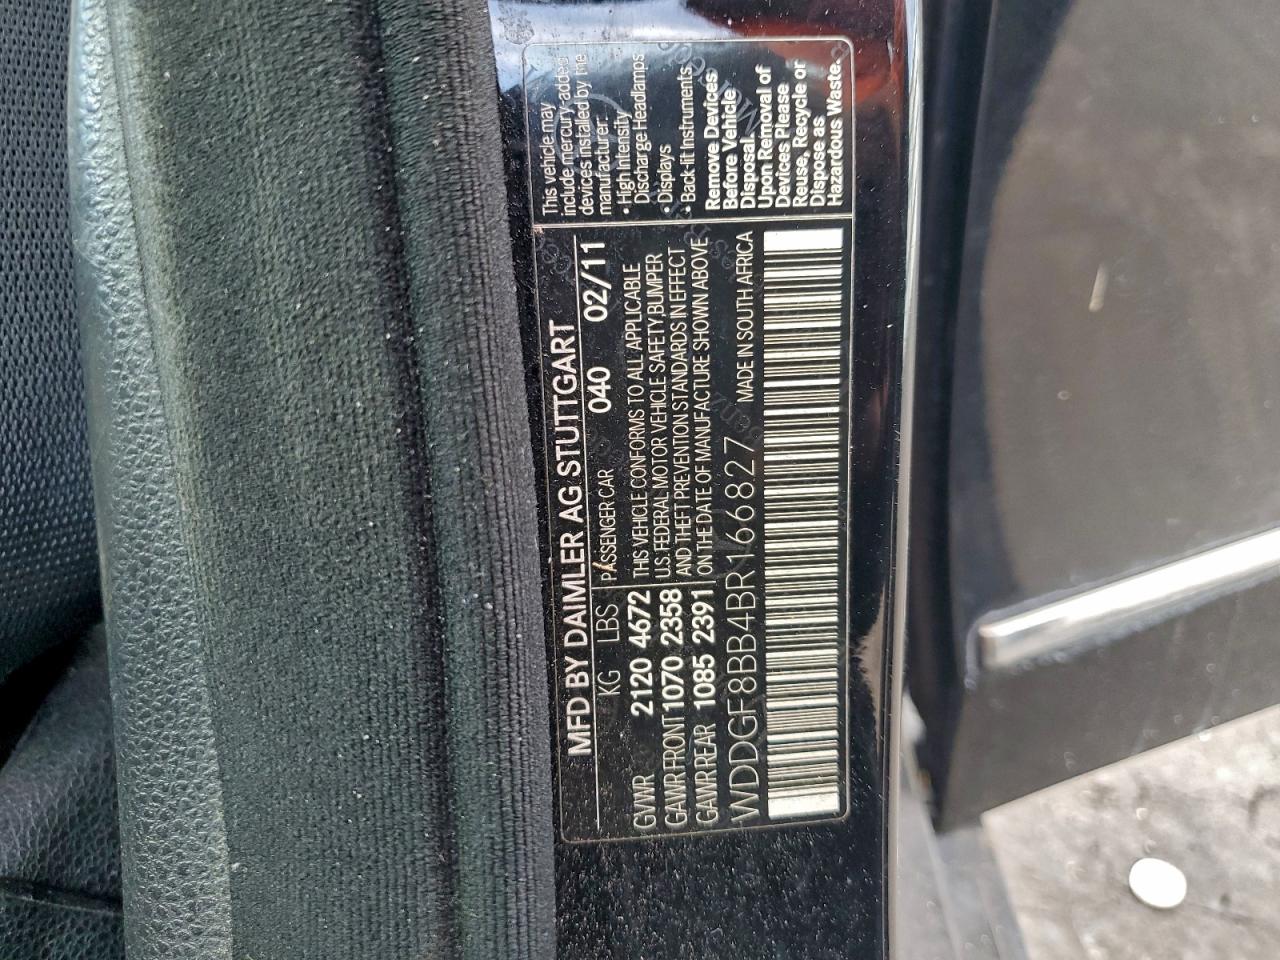 MFD BY DAIMLER AG STUTTGART
KG LBS PASSENGER CAR 040 02/11
GVWR 2120 4672 THIS VEHICLE CONFORMS TO ALL APPLICABLE
GAWR FRONT 1070 2358 U.S. FEDERAL MOTOR VEHICLE SAFETY, BUMPER
GAWR REAR 1085 2391 AND THEFT PREVENTION STANDARDS IN EFFECT
ON THE DATE OF MANUFACTURE SHOWN ABOVE
WDDGF8BB4BR166827 MADE IN SOUTH AFRICA
This vehicle may
include mercury added
devices installed by the
manufacturer:
• High Intensity
Discharge Headlamps
• Displays
• Back-lit Instruments
Remove Devices
Before Vehicle
Disposal.
Upon Removal of
Devices Please
Reuse, Recycle or
Dispose as
Hazardous Waste.